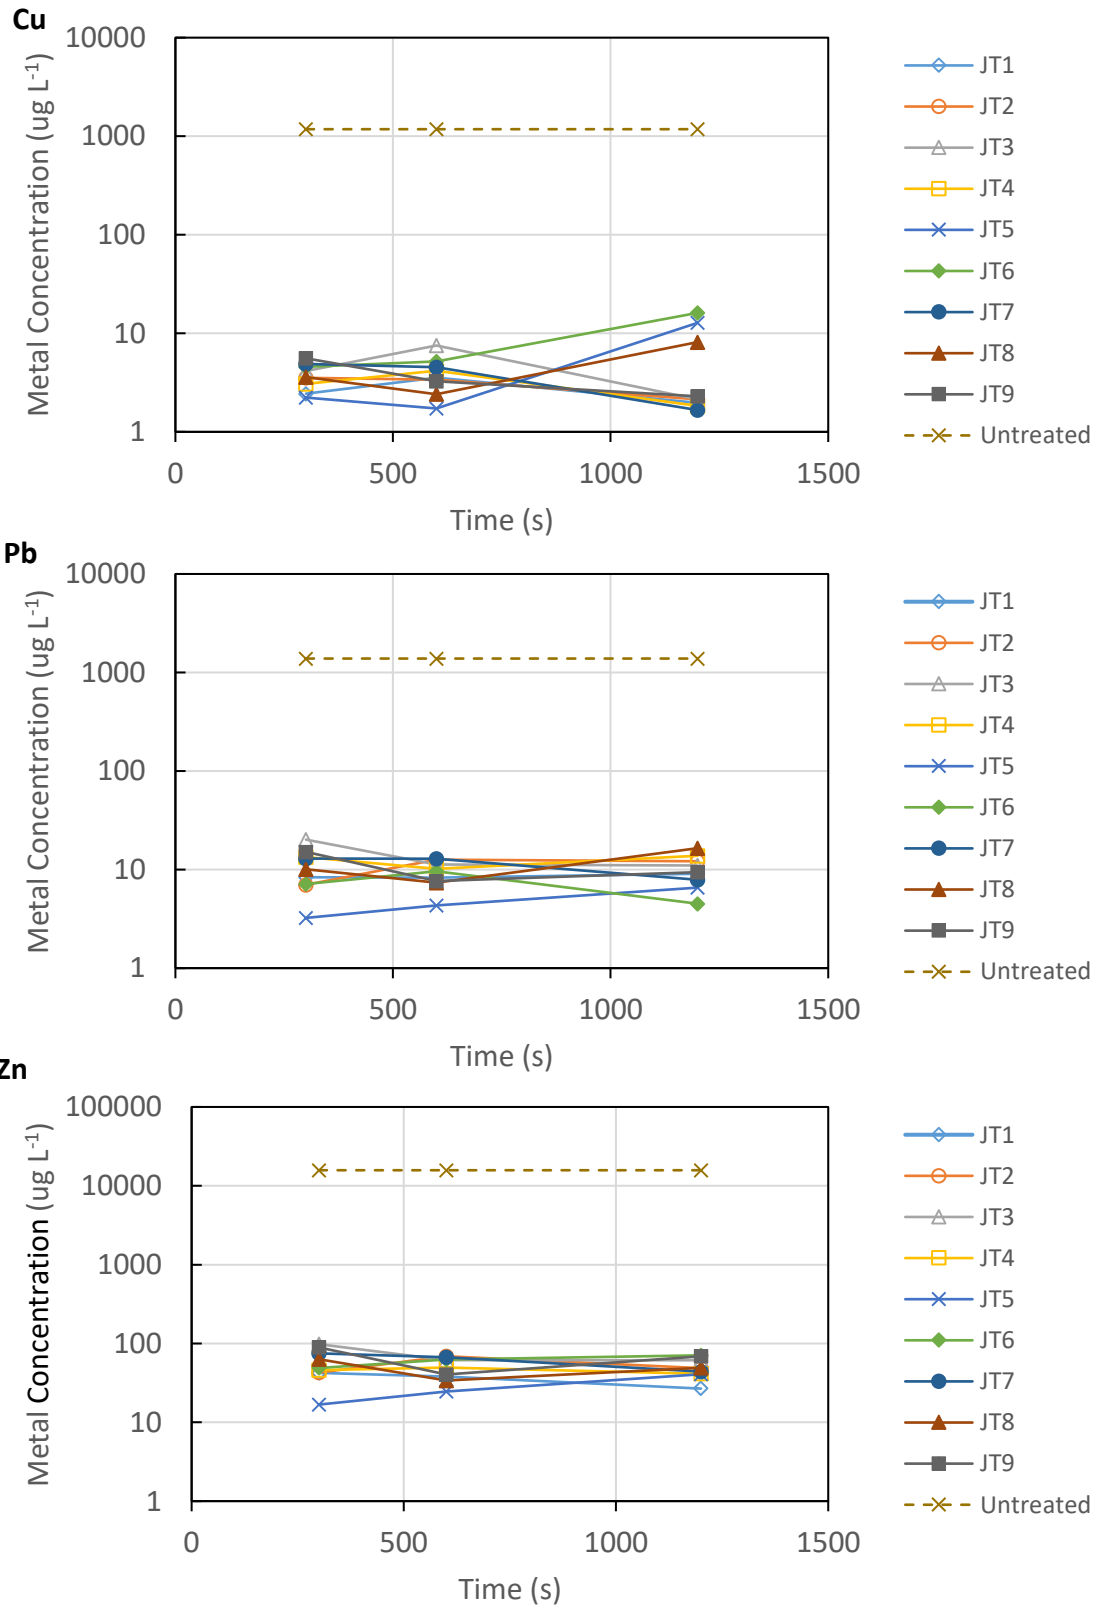 Cu
Metal Concentration (ug L-1)
10000
1000
100
10
1
0 500 1000 1500
Time (s)
JT1
JT2
JT3
JT4
JT5
JT6
JT7
JT8
JT9
Untreated
Pb
Metal Concentration (ug L-1)
10000
1000
100
10
1
0 500 1000 1500
Time (s)
JT1
JT2
JT3
JT4
JT5
JT6
JT7
JT8
JT9
Untreated
Zn
Metal Concentration (ug L-1)
100000
10000
1000
100
10
1
0 500 1000 1500
Time (s)
JT1
JT2
JT3
JT4
JT5
JT6
JT7
JT8
JT9
Untreated